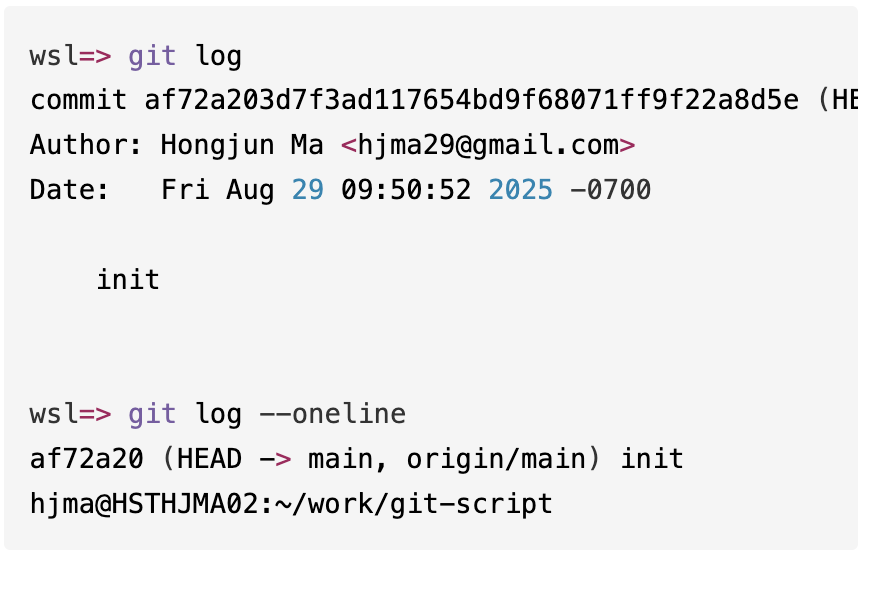 wsl=> git log
commit af72a203d7f3ad117654bd9f68071ff9f22a8d5e (HE
Author: Hongjun Ma <hjma29@gmail.com>
Date:   Fri Aug 29 09:50:52 2025 -0700
    init
wsl=> git log --oneline
af72a20 (HEAD -> main, origin/main) init
hjma@HSTHJMA02:~/work/git-script